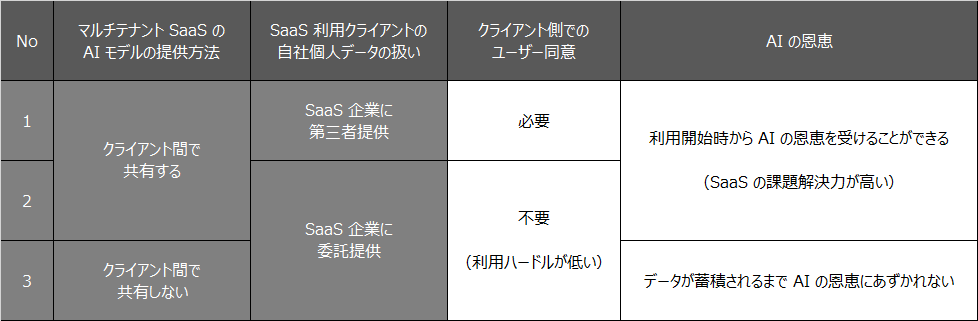 No
マルチテナント SaaS の
AI モデルの提供方法
SaaS 利用クライアントの
自社個人データの扱い
クライアント側での
ユーザー同意
AI の恩恵
1
クライアント間で
共有する
SaaS 企業に
第三者提供
必要
利用開始時から AI の恩恵を受けることができる
（SaaS の課題解決力が高い）
2
SaaS 企業に
委託提供
不要
（利用ハードルが低い）
3
クライアント間で
共有しない
データが蓄積されるまで AI の恩恵にあずかれない